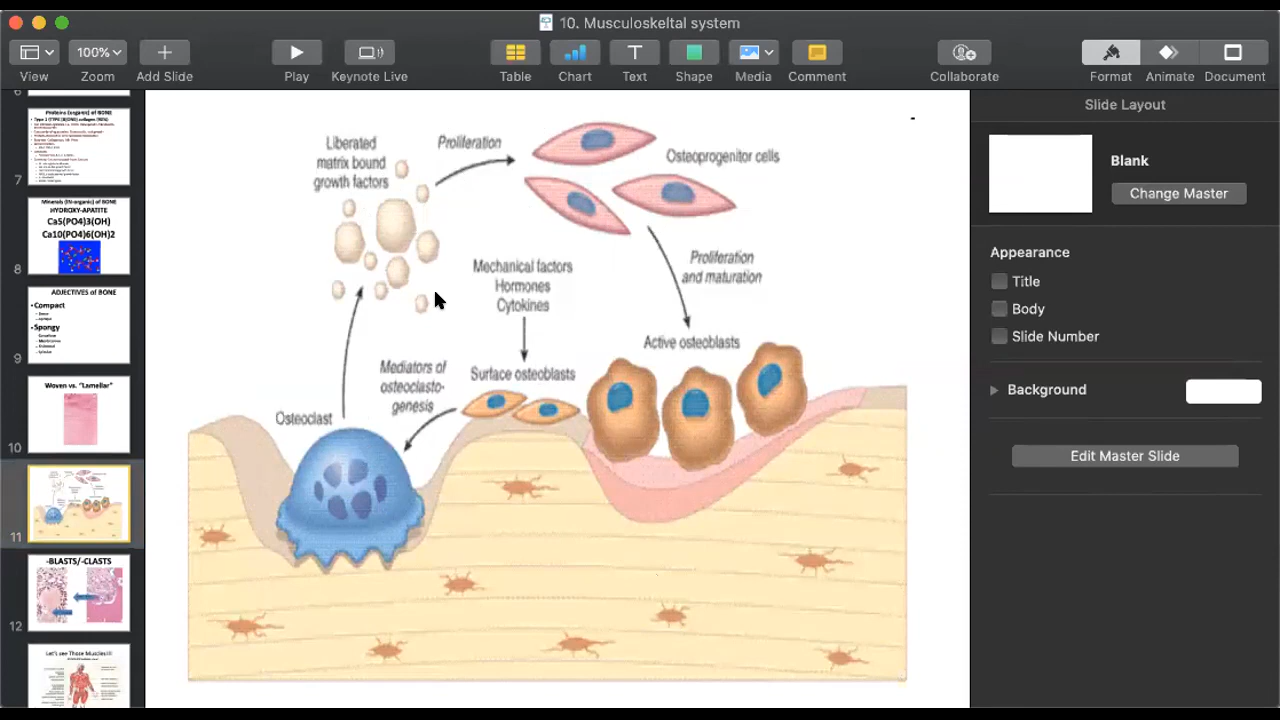 10. Musculoskeltal system
100%
View
Zoom
Add Slide
Play
Keynote Live
Table
Chart
Text
Shape
Media
Comment
Collaborate
Format
Animate
Document
6
Proteins (organic) of BONE
7
Minerals (IN-organic) of BONE
HYDROXY-APATITE
Ca5(PO4)3(OH)
Ca10(PO4)6(OH)2
8
ADJECTIVES of BONE
•Compact
•Spongy
9
Woven vs. "Lamellar"
10
11
-BLASTS/-CLASTS
12
Let's see Those Muscles!!!
Liberated
matrix bound
growth factors
Proliferation
Osteoprogenitor cells
Proliferation
and maturation
Mechanical factors
Hormones
Cytokines
Active osteoblasts
Surface osteoblasts
Mediators of
osteoclasto-
genesis
Osteoclast
Slide Layout
Blank
Change Master
Appearance
Title
Body
Slide Number
Background
Edit Master Slide